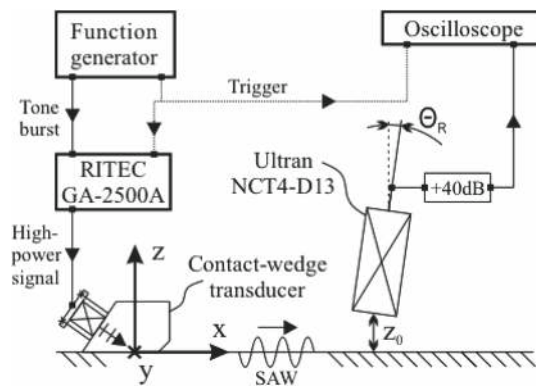 Function
generator
Oscilloscope
Trigger
Tone
burst
Θ_R
Ultran
NCT4-D13
RITEC
GA-2500A
+40dB
High-
power
signal
z
Contact-wedge
transducer
x
z₀
y
SAW